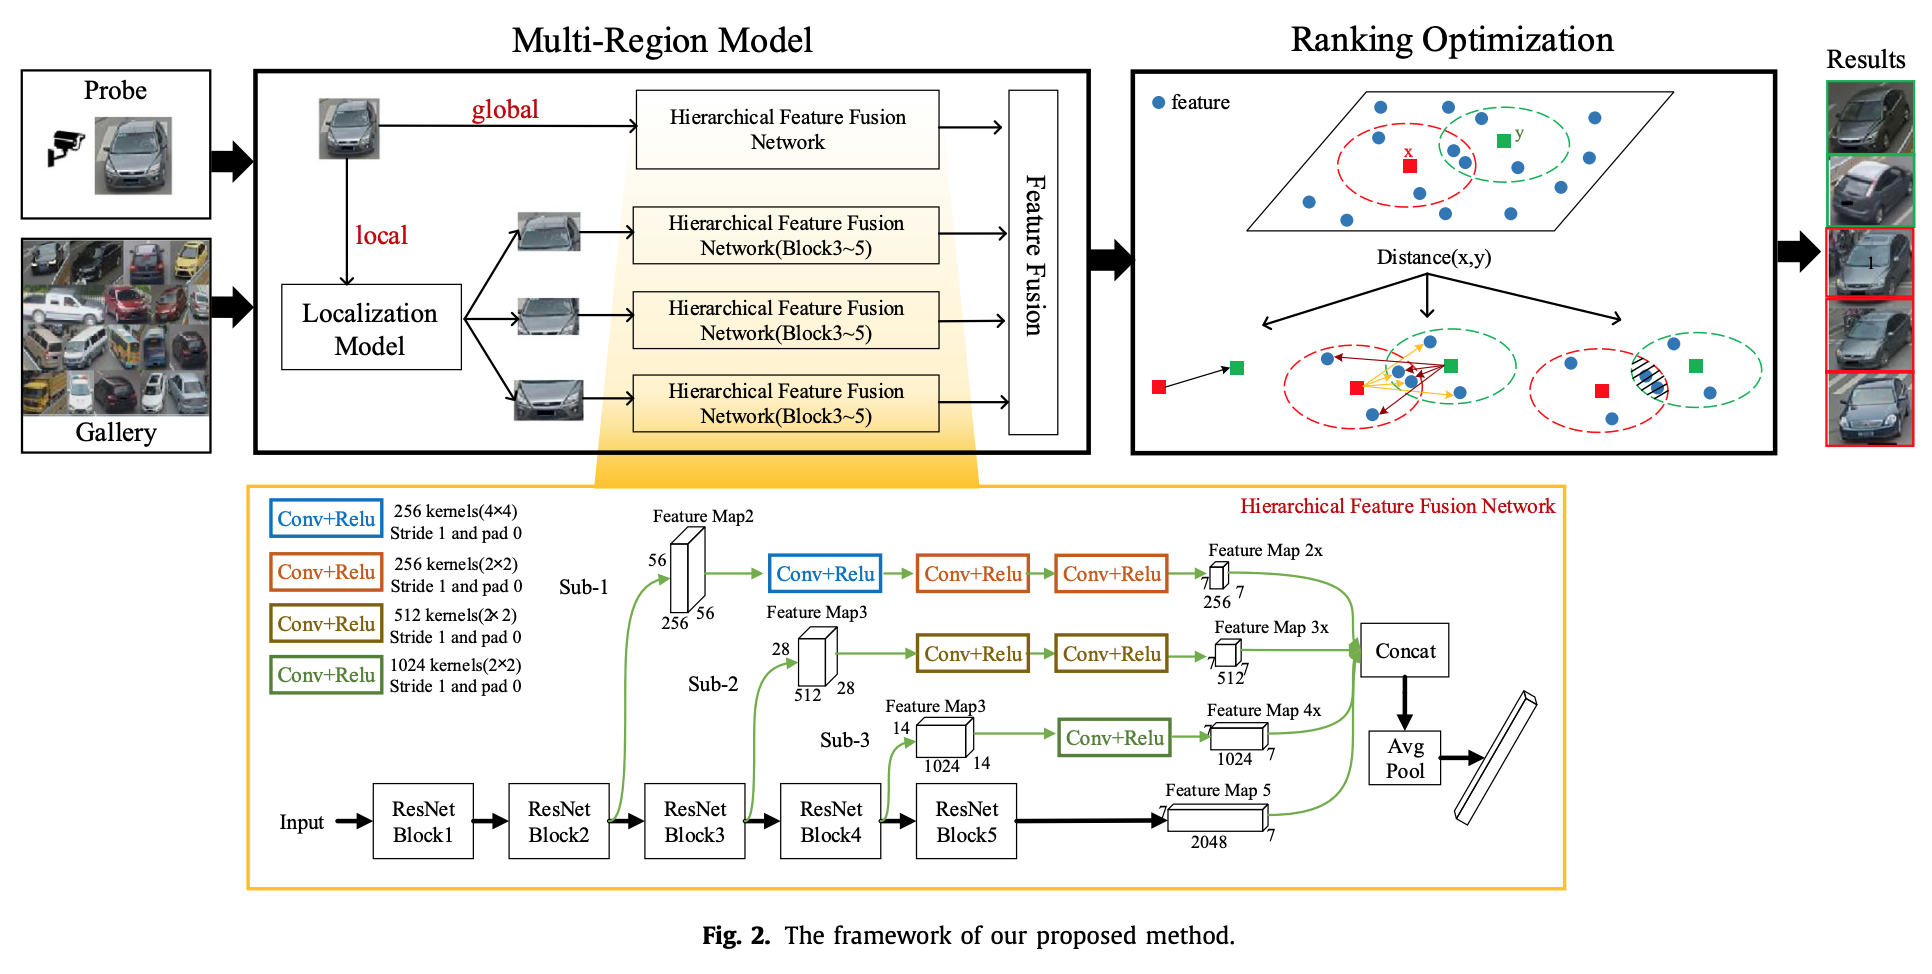 Multi-Region Model
Ranking Optimization
Results
Probe
Gallery
global
local
Localization
Model
Hierarchical Feature Fusion
Network
Hierarchical Feature Fusion
Network(Block3~5)
Hierarchical Feature Fusion
Network(Block3~5)
Hierarchical Feature Fusion
Network(Block3~5)
Feature Fusion
feature
x
y
Distance(x,y)
1
Hierarchical Feature Fusion Network
Conv+Relu
256 kernels(4×4)
Stride 1 and pad 0
Conv+Relu
256 kernels(2×2)
Stride 1 and pad 0
Conv+Relu
512 kernels(2×2)
Stride 1 and pad 0
Conv+Relu
1024 kernels(2×2)
Stride 1 and pad 0
Sub-1
Feature Map2
56
56
256
Conv+Relu
Conv+Relu
Conv+Relu
Feature Map 2x
7
7
256
Sub-2
Feature Map3
28
28
512
Conv+Relu
Conv+Relu
Feature Map 3x
7
7
512
Sub-3
Feature Map3
14
14
1024
Conv+Relu
Feature Map 4x
7
7
1024
Input
ResNet
Block1
ResNet
Block2
ResNet
Block3
ResNet
Block4
ResNet
Block5
Feature Map 5
7
7
2048
Concat
Avg
Pool
Fig. 2. The framework of our proposed method.